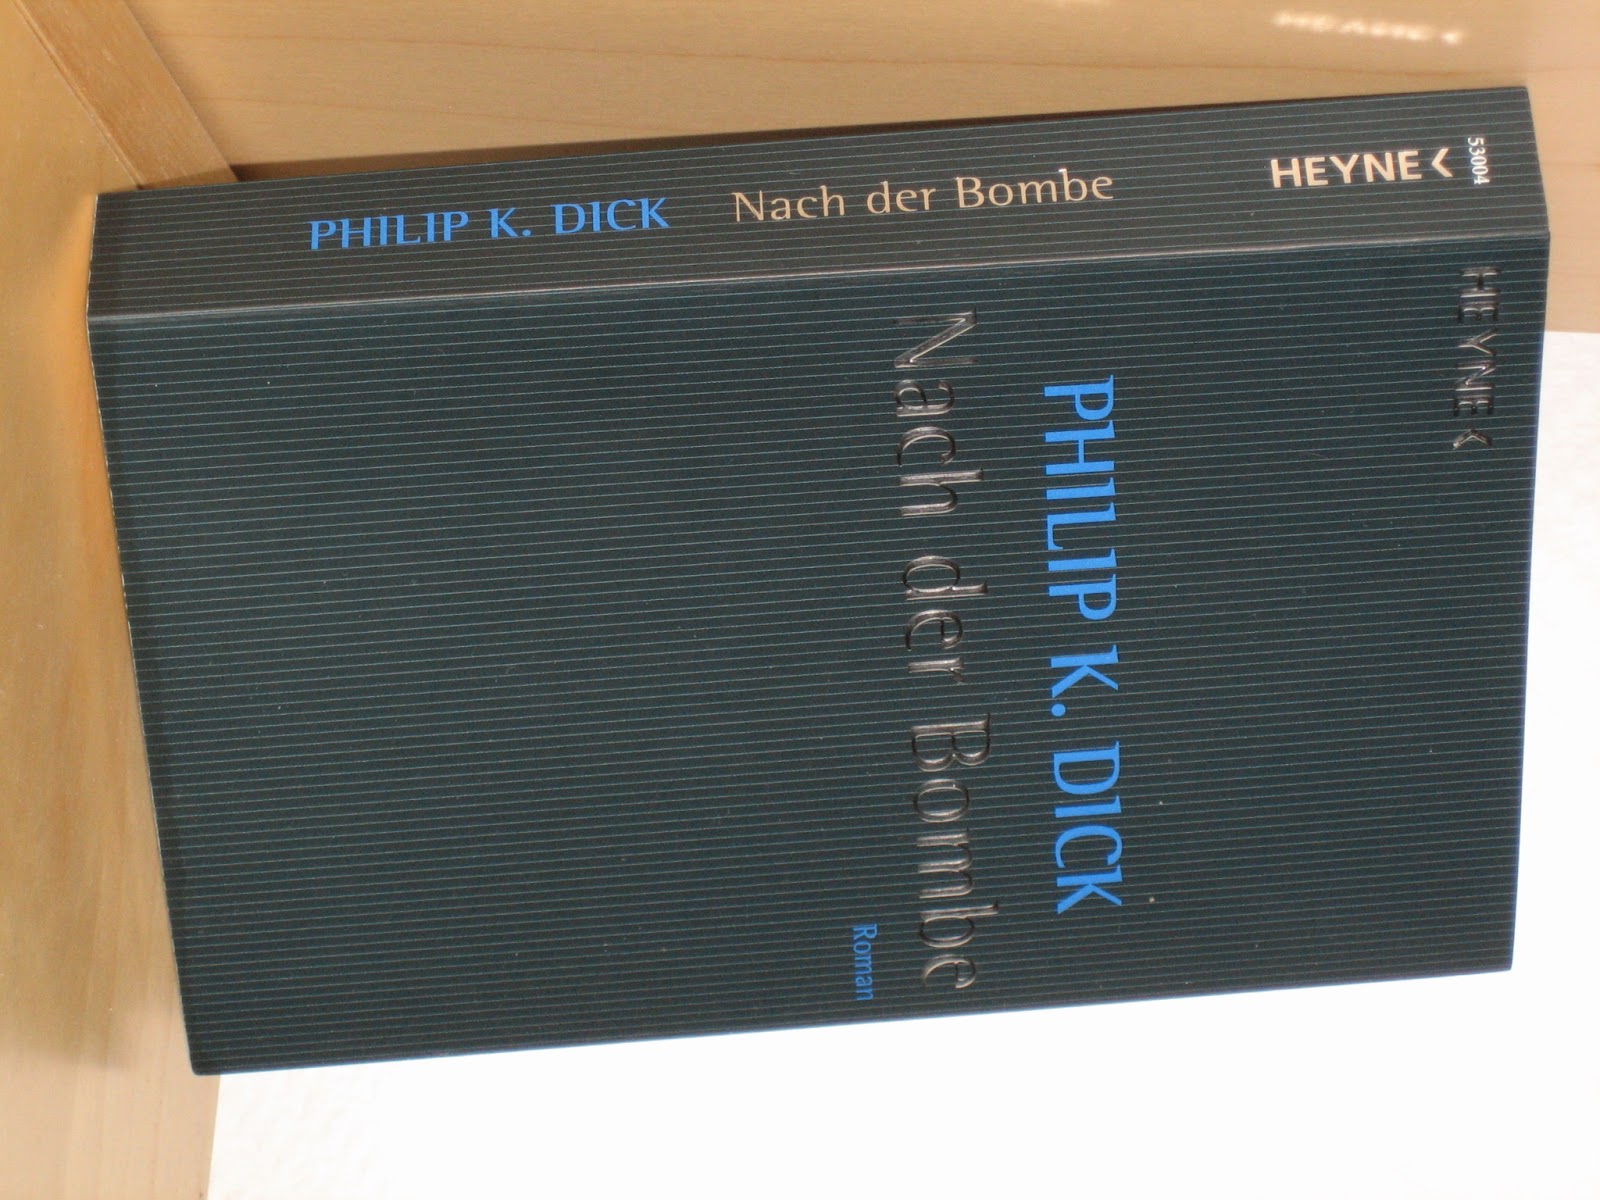 PHILIP K. DICK Nach der Bombe HEYNE
53004
HEYNE
PHILIP K. DICK
Nach der Bombe
Roman